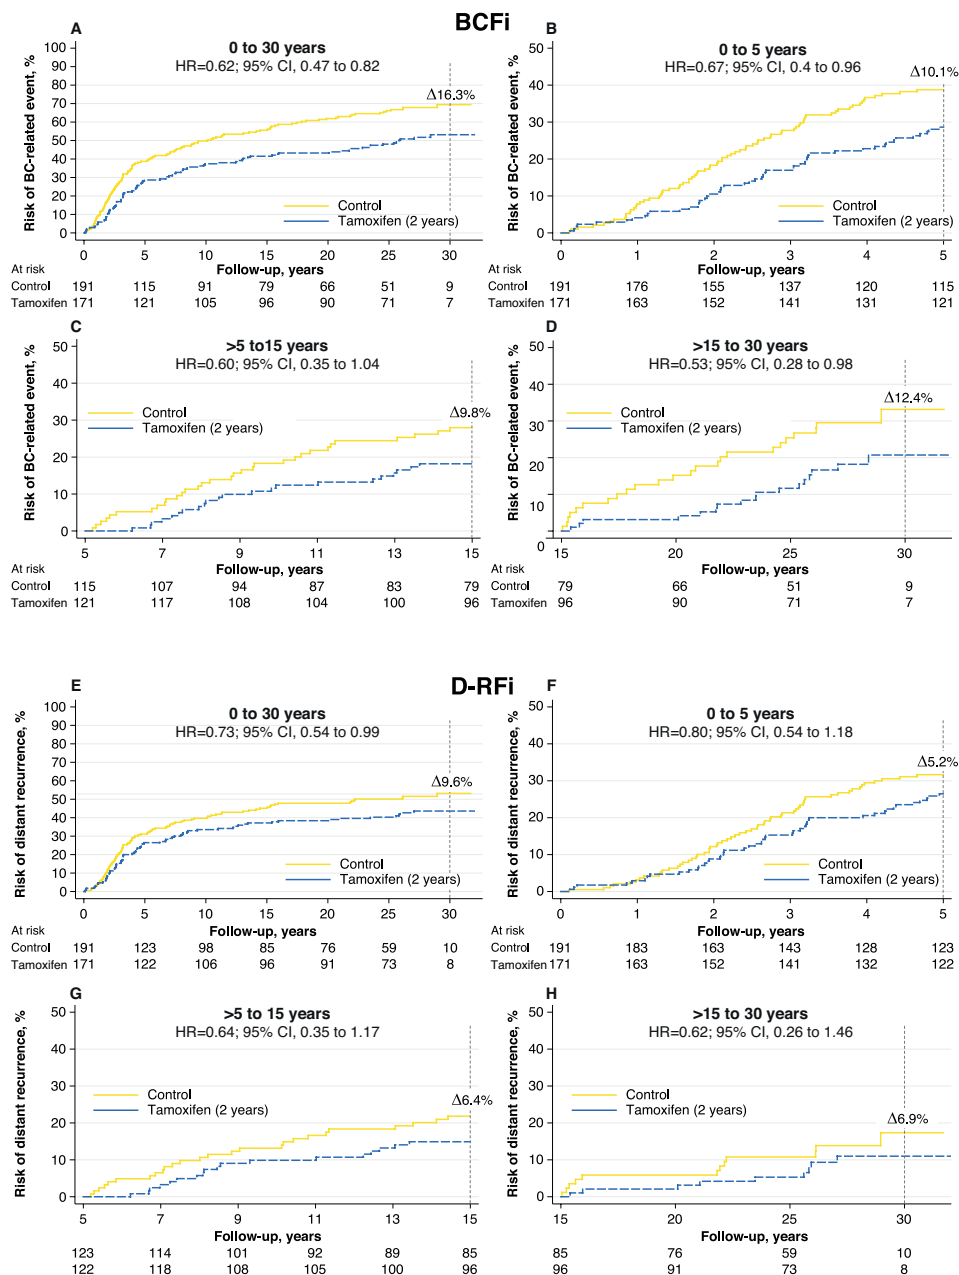 BCFi
A
0 to 30 years
HR=0.62; 95% CI, 0.47 to 0.82
Risk of BC-related event, %
100
90
80
70
60
50
40
30
20
10
0
Δ16.3%
Control
Tamoxifen (2 years)
0 5 10 15 20 25 30
Follow-up, years
At risk
Control 191 115 91 79 66 51 9
Tamoxifen 171 121 105 96 90 71 7
B
0 to 5 years
HR=0.67; 95% CI, 0.4 to 0.96
Risk of BC-related event, %
50
40
30
20
10
0
Δ10.1%
Control
Tamoxifen (2 years)
0 1 2 3 4 5
Follow-up, years
At risk
Control 191 176 155 137 120 115
Tamoxifen 171 163 152 141 131 121
C
>5 to15 years
HR=0.60; 95% CI, 0.35 to 1.04
Risk of BC-related event, %
50
40
30
20
10
0
Δ9.8%
Control
Tamoxifen (2 years)
5 7 9 11 13 15
Follow-up, years
At risk
Control 115 107 94 87 83 79
Tamoxifen 121 117 108 104 100 96
D
>15 to 30 years
HR=0.53; 95% CI, 0.28 to 0.98
Risk of BC-related event, %
50
40
30
20
10
0
Δ12.4%
Control
Tamoxifen (2 years)
15 20 25 30
Follow-up, years
At risk
Control 79 66 51 9
Tamoxifen 96 90 71 7
D-RFi
E
0 to 30 years
HR=0.73; 95% CI, 0.54 to 0.99
Risk of distant recurrence, %
100
90
80
70
60
50
40
30
20
10
0
Δ9.6%
Control
Tamoxifen (2 years)
0 5 10 15 20 25 30
Follow-up, years
At risk
Control 191 123 98 85 76 59 10
Tamoxifen 171 122 106 96 91 73 8
F
0 to 5 years
HR=0.80; 95% CI, 0.54 to 1.18
Risk of distant recurrence, %
50
40
30
20
10
0
Δ5.2%
Control
Tamoxifen (2 years)
0 1 2 3 4 5
Follow-up, years
At risk
Control 191 183 163 143 128 123
Tamoxifen 171 163 152 141 132 122
G
>5 to 15 years
HR=0.64; 95% CI, 0.35 to 1.17
Risk of distant recurrence, %
50
40
30
20
10
0
Δ6.4%
Control
Tamoxifen (2 years)
5 7 9 11 13 15
Follow-up, years
123 114 101 92 89 85
122 118 108 105 100 96
H
>15 to 30 years
HR=0.62; 95% CI, 0.26 to 1.46
Risk of distant recurrence, %
50
40
30
20
10
0
Δ6.9%
Control
Tamoxifen (2 years)
15 20 25 30
Follow-up, years
85 76 59 10
96 91 73 8